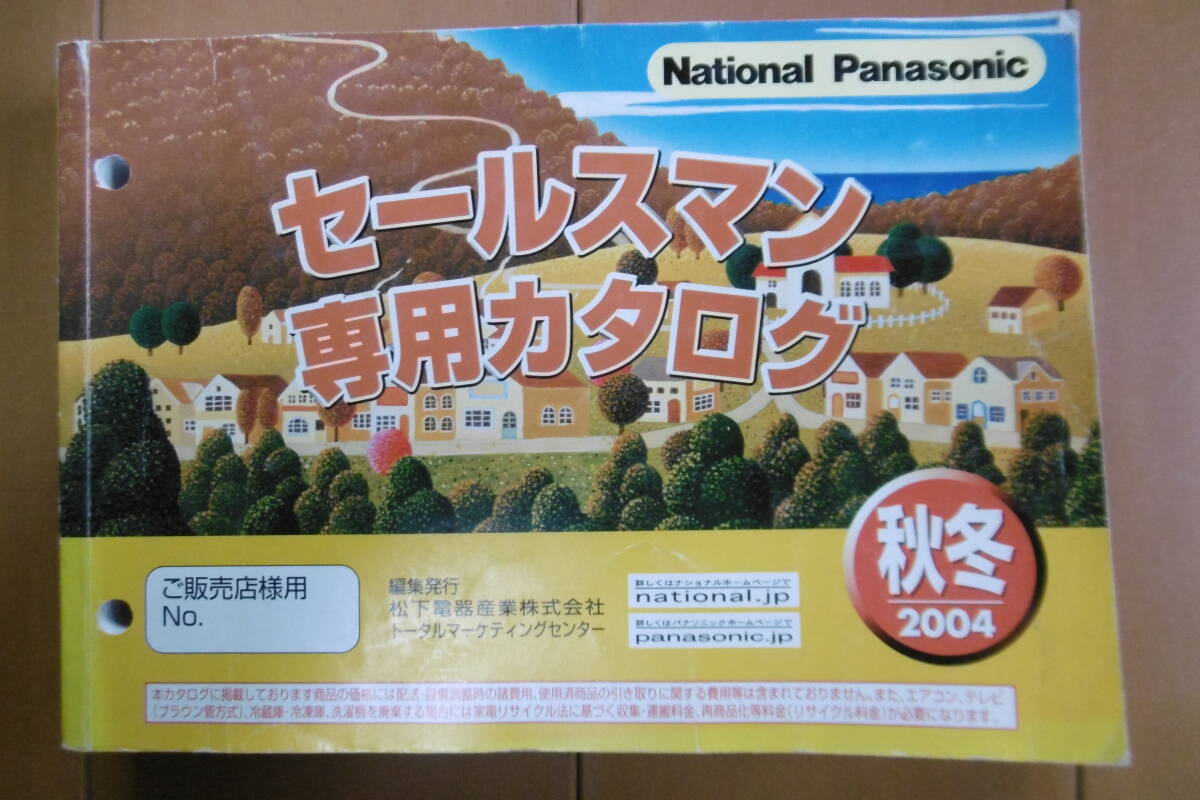 National Panasonic
セールスマン
専用カタログ
秋冬
2004
ご販売店様用
No.
編集発行
松下電器産業株式会社
トータルマーケティングセンター
詳しくはナショナルホームページで
national.jp
詳しくはパナソニックホームページで
panasonic.jp
本カタログに掲載しております商品の価格には配送・設備調整時の諸費用、使用済商品の引き取りに関する費用等は含まれておりません。また、エアコン、テレビ
(ブラウン管方式)、冷蔵庫・冷凍庫、洗濯機を廃棄する場合には家電リサイクル法に基づく収集・運搬料金、再商品化等料金(リサイクル料金)が必要になります。